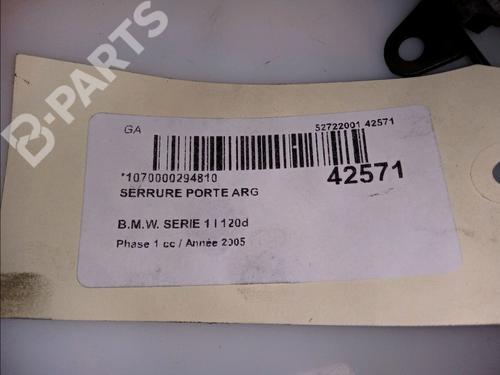 B-PARTS
GA
52722001 42571
*1070000294810
42571
SERRURE PORTE ARG
B.M.W. SERIE 1 I 120d
Phase 1 cc / Année 2005